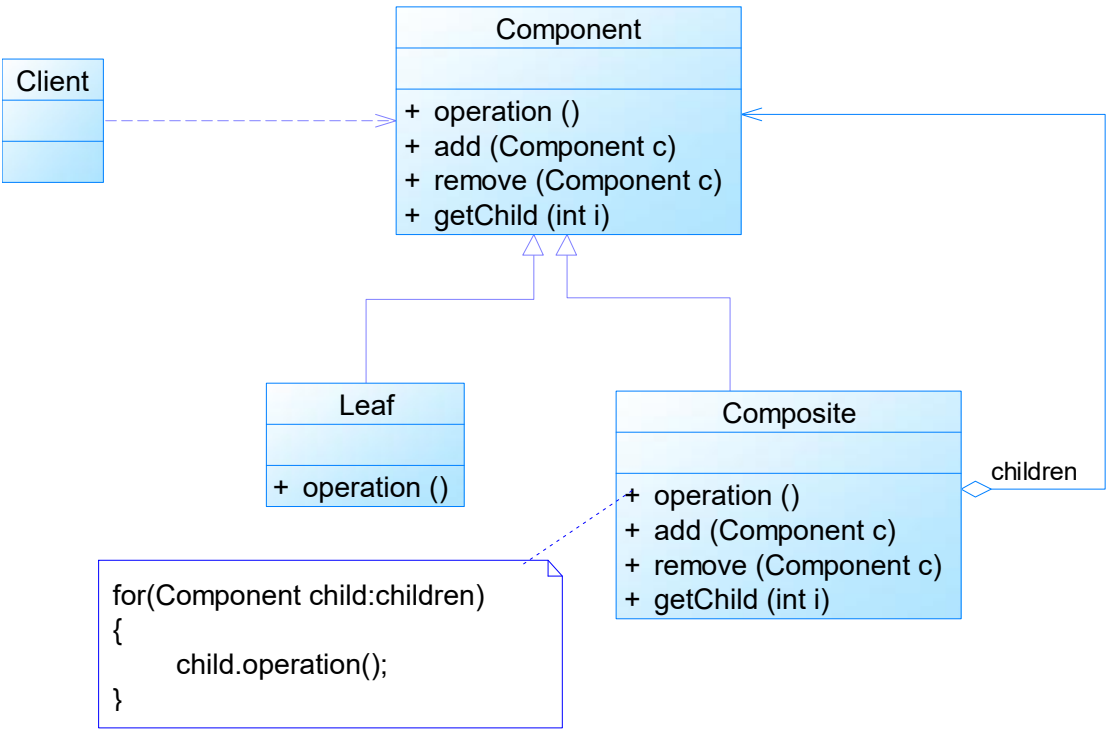 Component
+ operation ()
+ add (Component c)
+ remove (Component c)
+ getChild (int i)
Client
Leaf
+ operation ()
Composite
+ operation ()
+ add (Component c)
+ remove (Component c)
+ getChild (int i)
children
for(Component child:children)
{
child.operation();
}